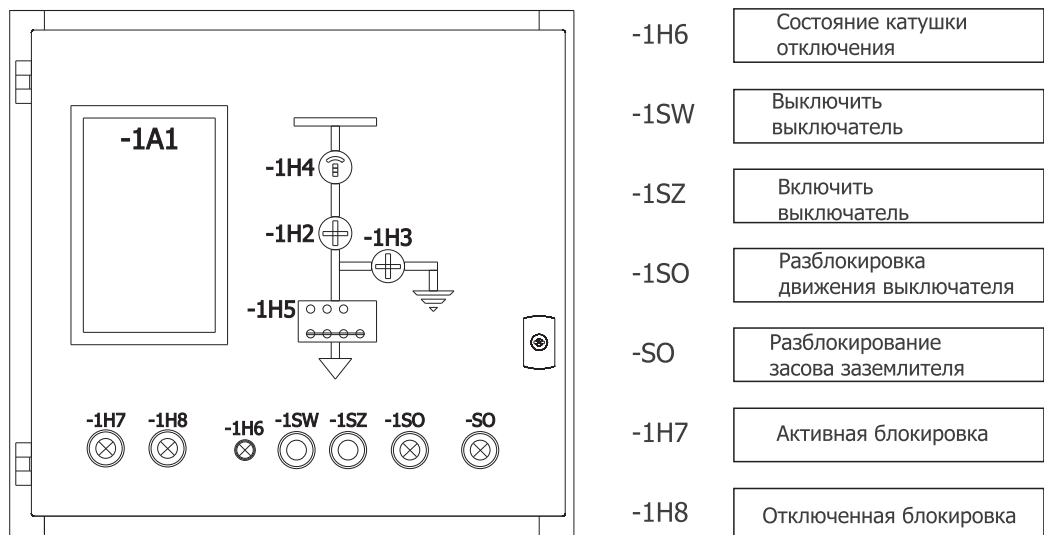 -1A1
-1H4
-1H2
-1H3
-1H5
-1H7
-1H8
-1H6
-1SW
-1SZ
-1SO
-SO
-1H6
Состояние катушки
отключения
-1SW
Выключить
выключатель
-1SZ
Включить
выключатель
-1SO
Разблокировка
движения выключателя
-SO
Разблокирование
засова заземлителя
-1H7
Активная блокировка
-1H8
Отключенная блокировка